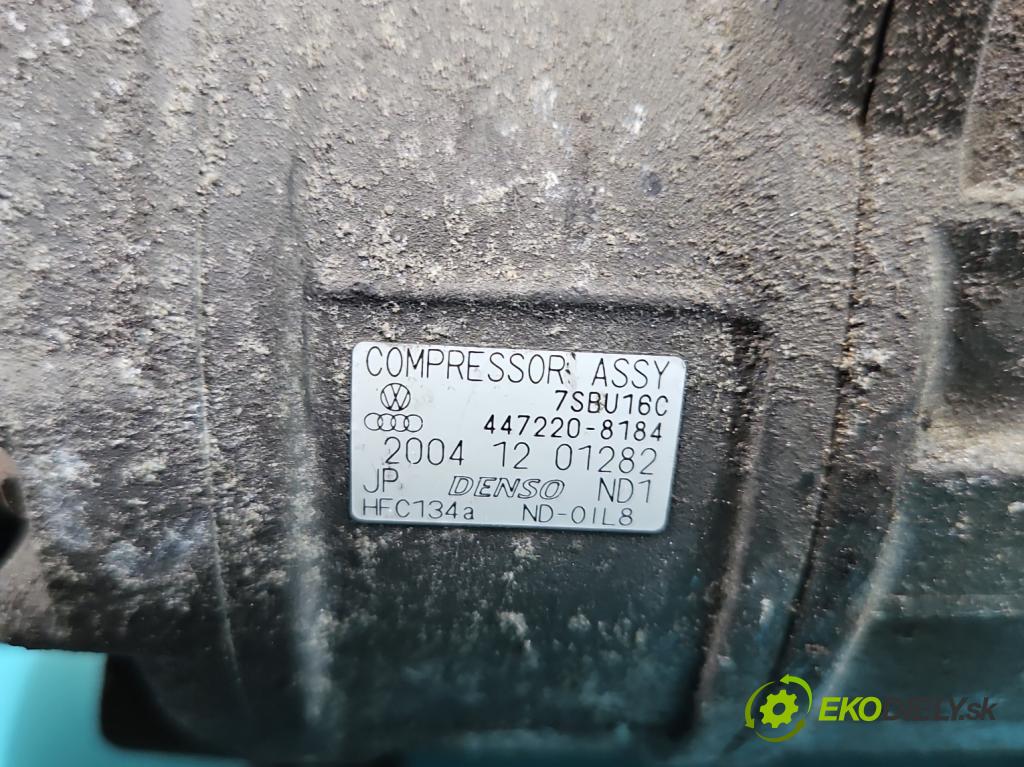 COMPRESSOR ASSY
7SBU16C
447220-8184
2004 12 01282
JP DENSO ND1
HFC134a ND-OIL8
EKODIELY.sk